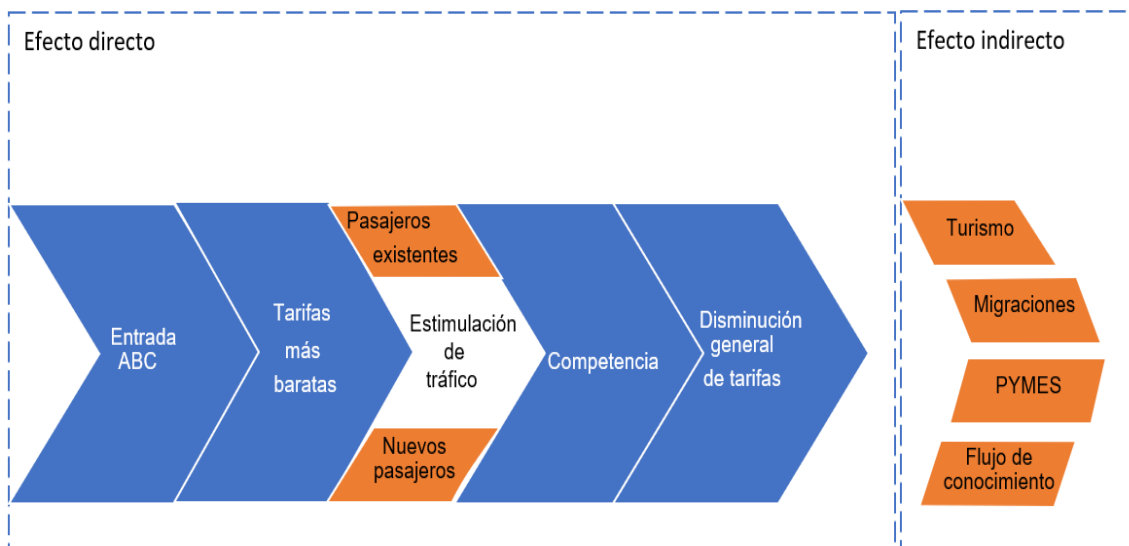 Efecto directo
Efecto indirecto
Entrada
ABC
Tarifas
más
baratas
Pasajeros
existentes
Estimulación
de
tráfico
Nuevos
pasajeros
Competencia
Disminución
general
de tarifas
Turismo
Migraciones
PYMES
Flujo de
conocimiento